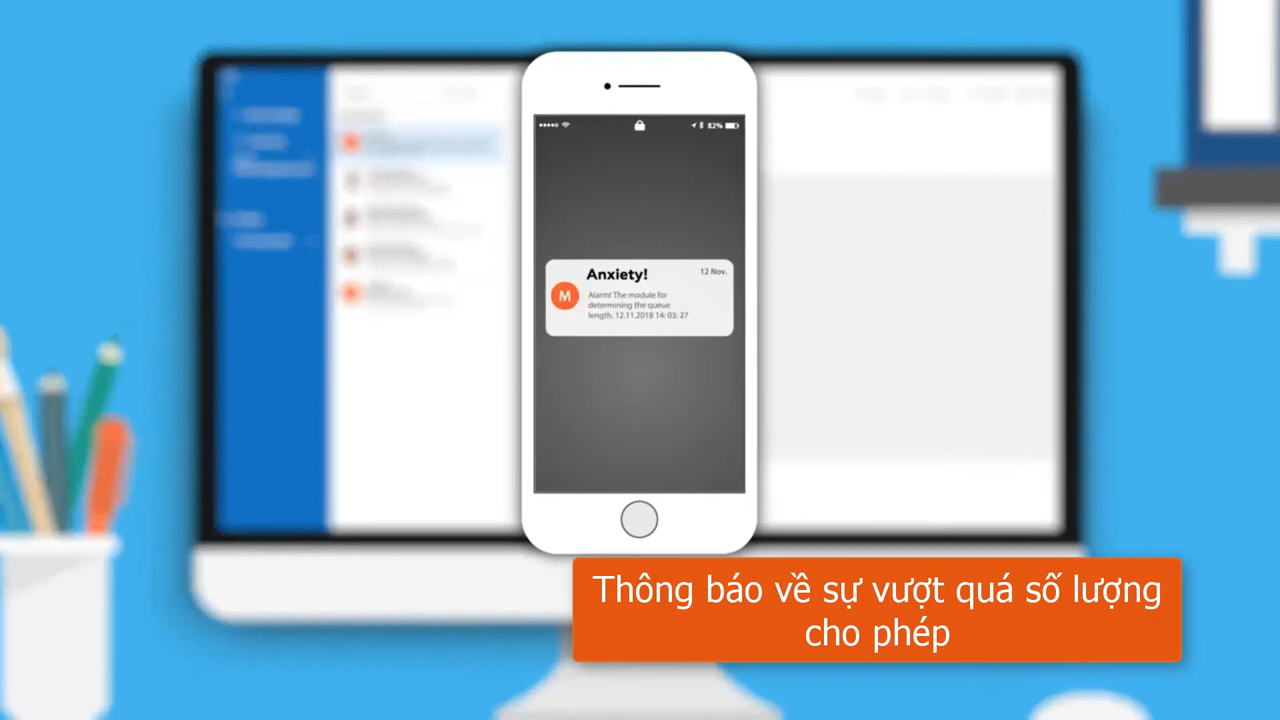 82%
Anxiety!
12 Nov.
M
Alarm! The module for
determining the queue
length. 12.11.2018 14: 03: 27
Thông báo về sự vượt quá số lượng
cho phép